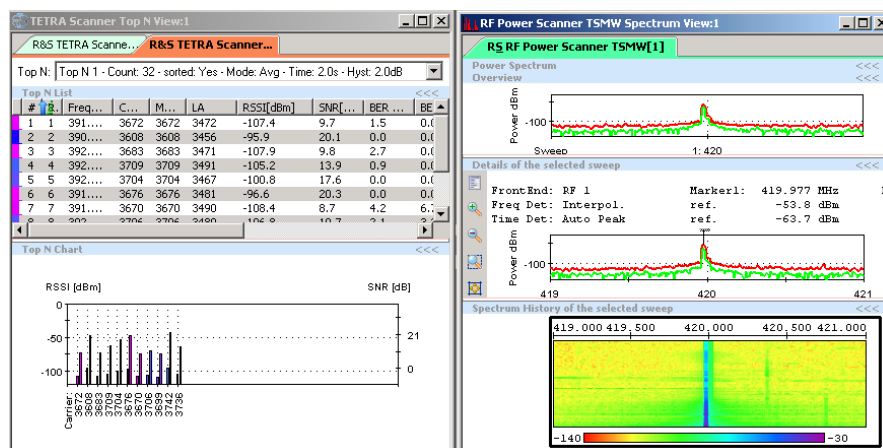 TETRA Scanner Top N View:1
R&S TETRA Scanne... R&S TETRA Scanner...
Top N: Top N 1 - Count: 32 - sorted: Yes - Mode: Avg - Time: 2.0s - Hyst: 2.0dB
Top N List <<<
# Freq... C... M... LA RSSI[dBm] SNR[... BER ... BE
1 1 391.... 3672 3672 3472 -107.4 9.7 1.5 0.0
2 2 390.... 3608 3608 3456 -95.9 20.1 0.0 0.0
3 3 392.... 3683 3683 3471 -107.9 9.8 2.7 0.0
4 4 392.... 3709 3709 3491 -105.2 13.9 0.9 0.0
5 5 392.... 3704 3704 3467 -100.8 17.6 0.0 0.0
6 6 391.... 3676 3676 3481 -96.6 20.3 0.0 0.0
7 7 391.... 3670 3670 3490 -108.4 8.7 4.2 6.
Top N Chart <<<
RSSI [dBm] SNR [dB]
0
21
-50
0
-100
Carrier: 3672 3608 3683 3709 3704 3676 3670 3706 3699 3742 3736
RF Power Scanner TSMW Spectrum View:1
RS RF Power Scanner TSMW[1]
Power Spectrum <<<
Overview <<<
Power dBm
-100
Sweep 1: 420
Details of the selected sweep <<<
FrontEnd: RF 1 Marker1: 419.977 MHz
Freq Det: Interpol. ref. -53.8 dBm
Time Det: Auto Peak ref. -63.7 dBm
Power dBm
-100
419 420 421
Spectrum History of the selected sweep <<<
419.000 419.500 420.000 420.500 421.000
-140 -30